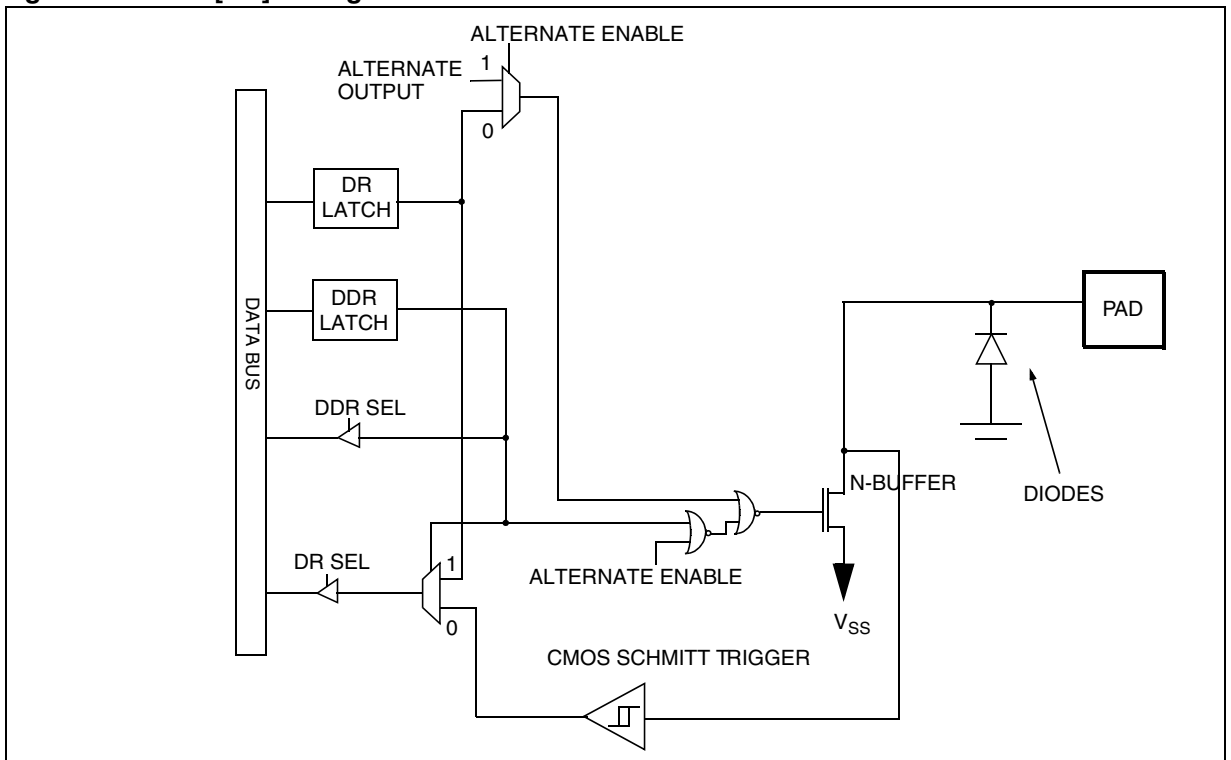 ALTERNATE ENABLE
ALTERNATE
OUTPUT
1
0
DR
LATCH
DDR
LATCH
DATA BUS
PAD
DDR SEL
N-BUFFER
DIODES
DR SEL
1
0
ALTERNATE ENABLE
VSS
CMOS SCHMITT TRIGGER